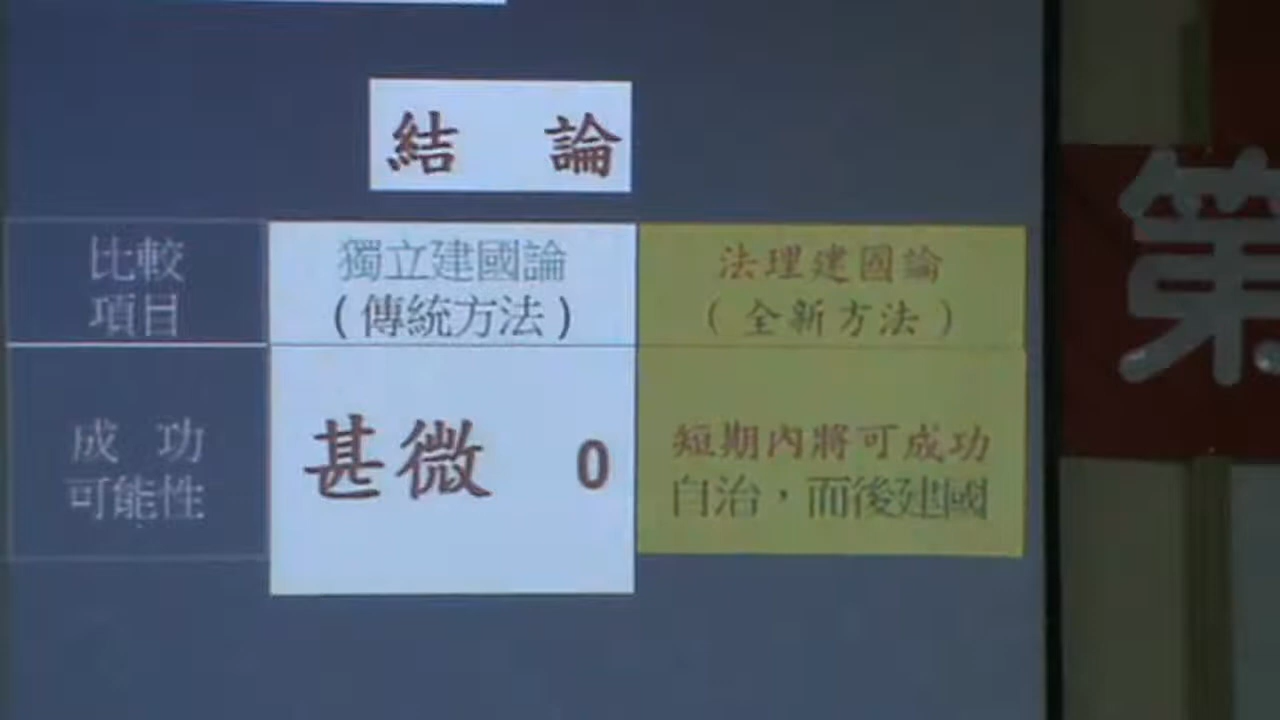 結 論
比較
項目
獨立建國論
(傳統方法)
法理建國論
(全新方法)
成 功
可能性
甚微 0
短期內將可成功
自治，而後建國
第